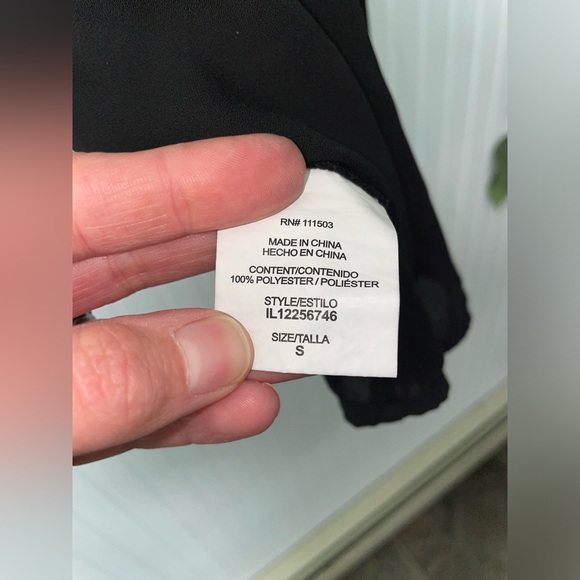 RN# 111503
MADE IN CHINA
HECHO EN CHINA
CONTENT/CONTENIDO
100% POLYESTER / POLIÉSTER
STYLE/ESTILO
IL12256746
SIZE/TALLA
S